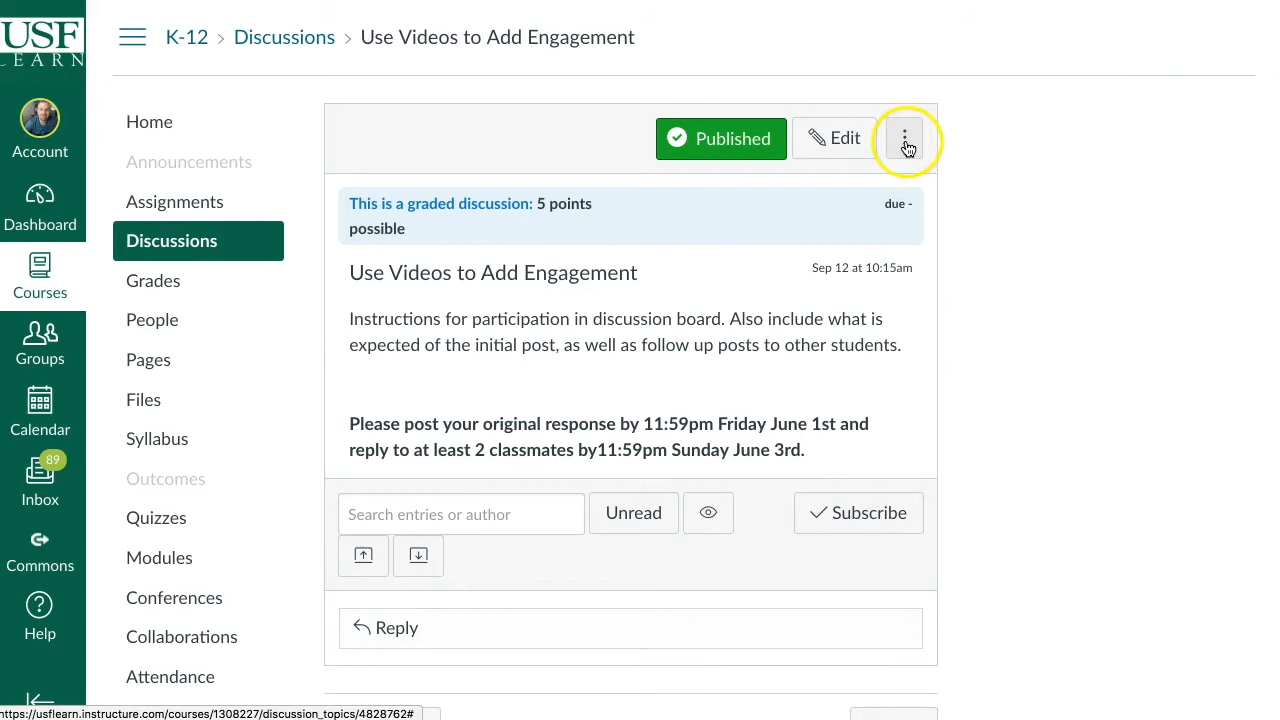 USF
LEARN
K-12 > Discussions > Use Videos to Add Engagement
Account
Dashboard
Courses
Groups
Calendar
89
Inbox
Commons
Help
Home
Announcements
Assignments
Discussions
Grades
People
Pages
Files
Syllabus
Outcomes
Quizzes
Modules
Conferences
Collaborations
Attendance
Published
Edit
This is a graded discussion: 5 points
possible
due -
Use Videos to Add Engagement
Sep 12 at 10:15am
Instructions for participation in discussion board. Also include what is
expected of the initial post, as well as follow up posts to other students.
Please post your original response by 11:59pm Friday June 1st and
reply to at least 2 classmates by11:59pm Sunday June 3rd.
Search entries or author
Unread
Subscribe
Reply
https://usflearn.instructure.com/courses/1308227/discussion_topics/4828762#